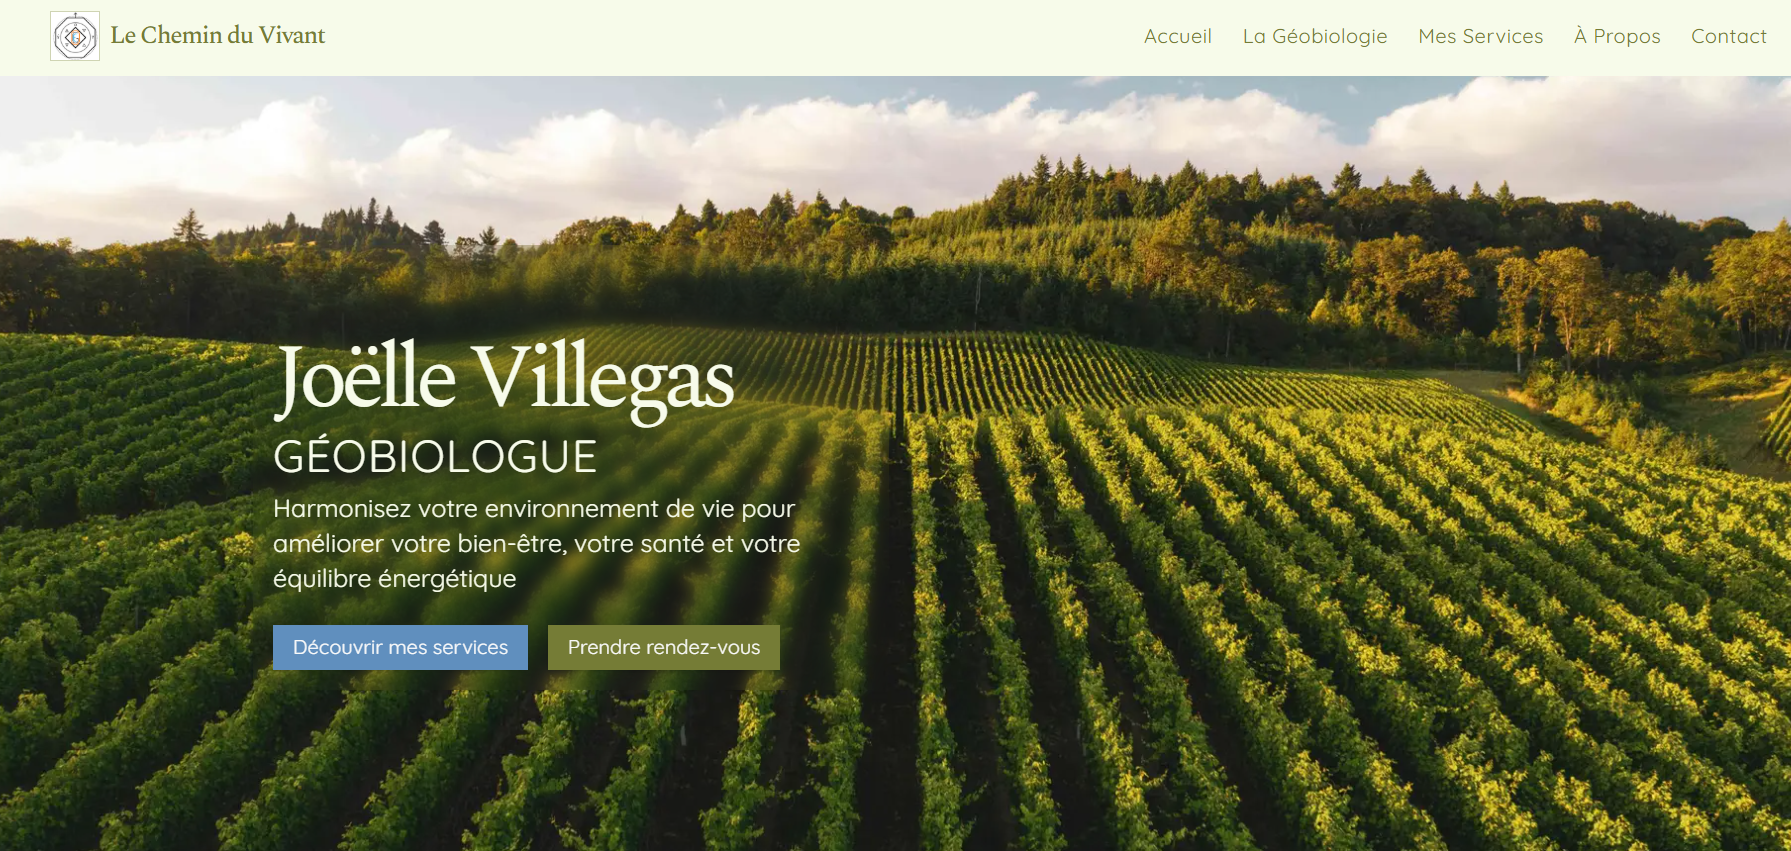 Le Chemin du Vivant
Accueil La Géobiologie Mes Services À Propos Contact
Joëlle Villegas
GÉOBIOLOGUE
Harmonisez votre environnement de vie pour
améliorer votre bien-être, votre santé et votre
équilibre énergétique
Découvrir mes services Prendre rendez-vous